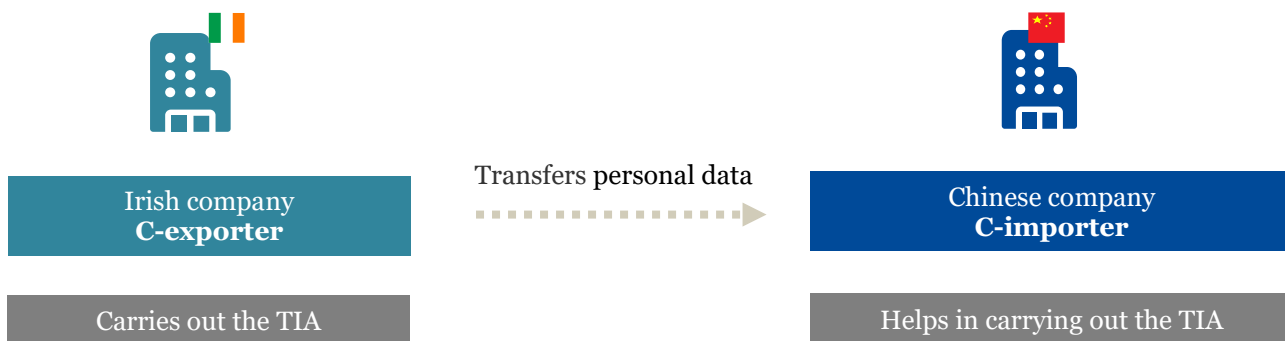 Transfers personal data
Irish company
C-exporter
Chinese company
C-importer
Carries out the TIA
Helps in carrying out the TIA